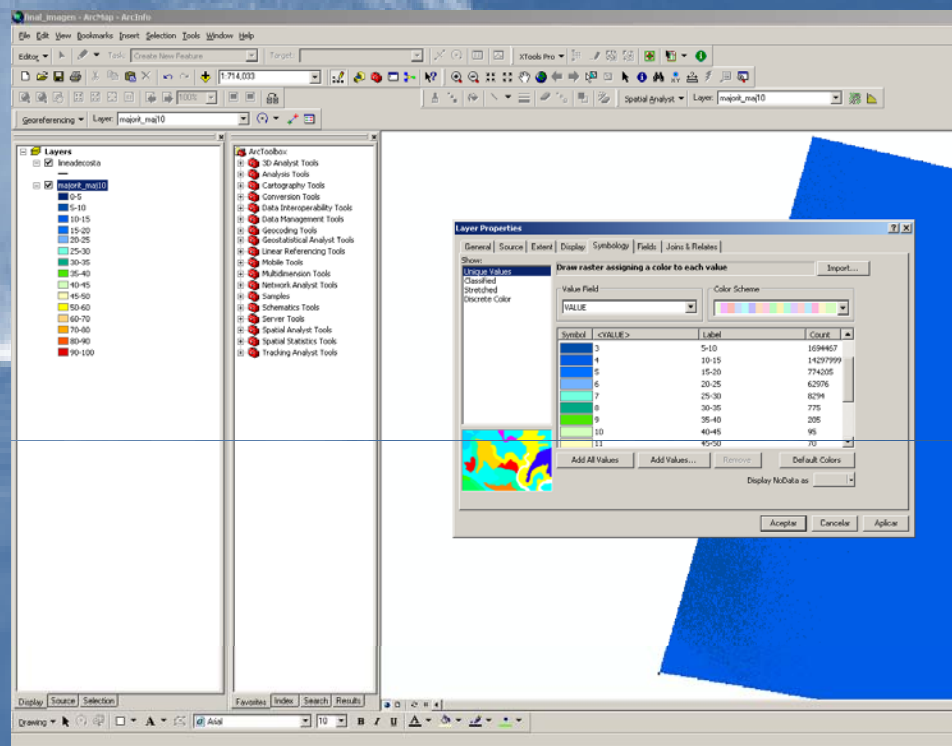 final_imagen - ArcMap - ArcInfo
File Edit View Bookmarks Insert Selection Tools Window Help
Editor Task: Create New Feature Target: XTools Pro
1:714,033
100% Spatial Analyst Layer: majorit_maj10
Georeferencing Layer: majorit_maj10
Layers
lineadecosta
majorit_maj10
0-5
5-10
10-15
15-20
20-25
25-30
30-35
35-40
40-45
45-50
50-60
60-70
70-80
80-90
90-100
ArcToolbox
3D Analyst Tools
Analysis Tools
Cartography Tools
Conversion Tools
Data Interoperability Tools
Data Management Tools
Geocoding Tools
Geostatistical Analyst Tools
Linear Referencing Tools
Mobile Tools
Multidimension Tools
Network Analyst Tools
Samples
Schematics Tools
Server Tools
Spatial Analyst Tools
Spatial Statistics Tools
Tracking Analyst Tools
Layer Properties
General Source Extent Display Symbology Fields Joins & Relates
Show:
Unique Values
Classified
Stretched
Discrete Color
Draw raster assigning a color to each value Import...
Value Field Color Scheme
VALUE
Symbol <VALUE> Label Count
3 5-10 1694467
4 10-15 14297999
5 15-20 774205
6 20-25 62976
7 25-30 8294
8 30-35 775
9 35-40 205
10 40-45 95
11 45-50 70
Add All Values Add Values... Remove Default Colors
Display NoData as
Aceptar Cancelar Aplicar
Display Source Selection
Favorites Index Search Results
Drawing A Arial 10 B I U A